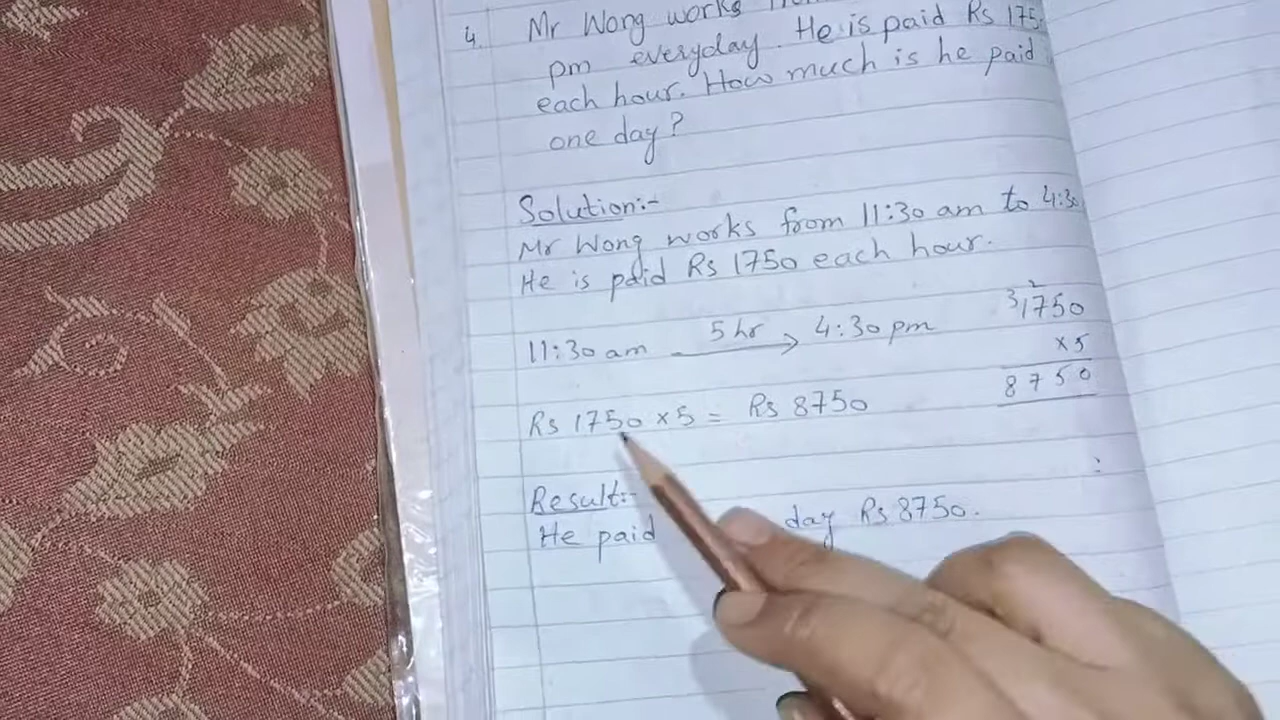 4. Mr Wong works
pm everyday. He is paid Rs 175
each hour. How much is he paid
one day?
Solution:-
Mr Wong works from 11:30 am to 4:30
He is paid Rs 1750 each hour.
11:30 am 5 hr 4:30 pm
Rs 1750 x 5 = Rs 8750
3 2
1750
x 5
8750
Result:-
He paid day Rs 8750.